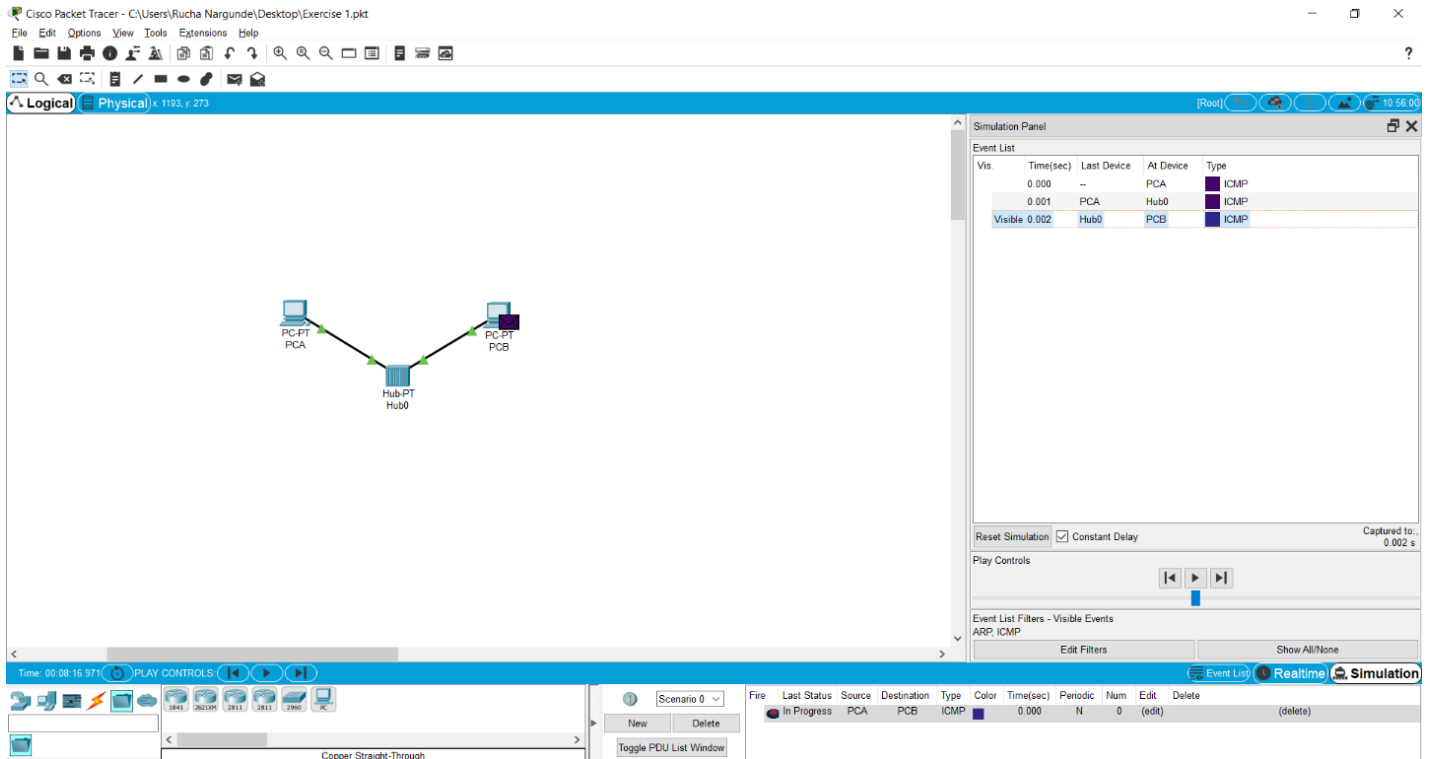 Cisco Packet Tracer - C:\Users\Rucha Nargunde\Desktop\Exercise 1.pkt
File Edit Options View Tools Extensions Help
?
Logical Physical x: 1193, y: 273 [Root] 10:56:00
Simulation Panel
Event List
Vis. Time(sec) Last Device At Device Type
0.000 -- PCA ICMP
0.001 PCA Hub0 ICMP
Visible 0.002 Hub0 PCB ICMP
PC-PT
PCA
PC-PT
PCB
Hub-PT
Hub0
Reset Simulation Constant Delay Captured to:
0.002 s
Play Controls
Event List Filters - Visible Events
ARP, ICMP
Edit Filters Show All/None
Time: 00:08:16.971 PLAY CONTROLS: Event List Realtime Simulation
1841 2621XM 2811 2811 2960 PC
Scenario 0
New Delete
Toggle PDU List Window
Fire Last Status Source Destination Type Color Time(sec) Periodic Num Edit Delete
In Progress PCA PCB ICMP 0.000 N 0 (edit) (delete)
Copper Straight-Through